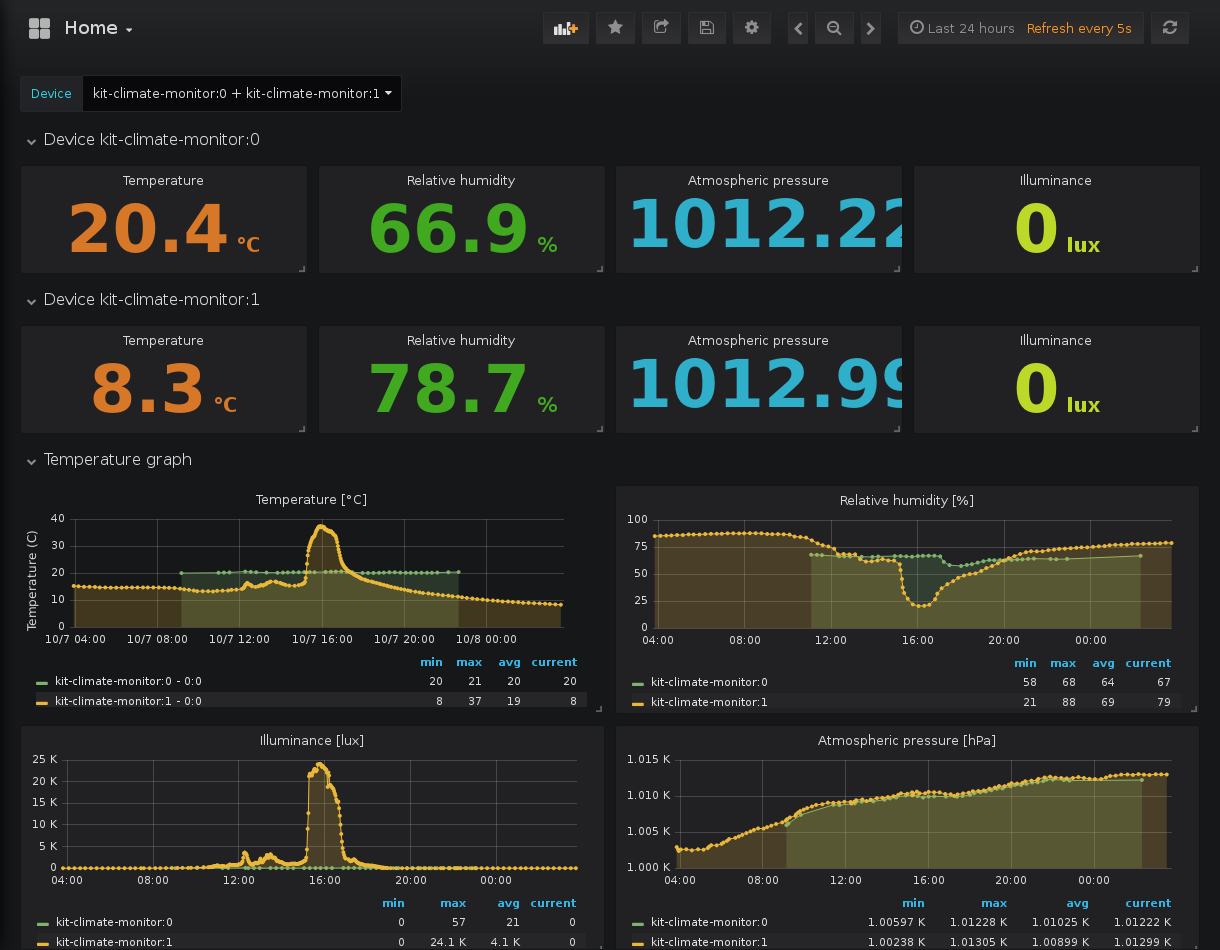 Home
Last 24 hours Refresh every 5s
Device kit-climate-monitor:0 + kit-climate-monitor:1
Device kit-climate-monitor:0
Temperature Relative humidity Atmospheric pressure Illuminance
20.4 °C 66.9 % 1012.22 0 lux
Device kit-climate-monitor:1
Temperature Relative humidity Atmospheric pressure Illuminance
8.3 °C 78.7 % 1012.99 0 lux
Temperature graph
Temperature [°C]
Temperature (C)
40
30
20
10
0
10/7 04:00 10/7 08:00 10/7 12:00 10/7 16:00 10/7 20:00 10/8 00:00
min max avg current
kit-climate-monitor:0 - 0:0 20 21 20 20
kit-climate-monitor:1 - 0:0 8 37 19 8
Relative humidity [%]
100
75
50
25
0
04:00 08:00 12:00 16:00 20:00 00:00
min max avg current
kit-climate-monitor:0 58 68 64 67
kit-climate-monitor:1 21 88 69 79
Illuminance [lux]
25 K
20 K
15 K
10 K
5 K
0
04:00 08:00 12:00 16:00 20:00 00:00
min max avg current
kit-climate-monitor:0 0 57 21 0
kit-climate-monitor:1 0 24.1 K 4.1 K 0
Atmospheric pressure [hPa]
1.015 K
1.010 K
1.005 K
1.000 K
04:00 08:00 12:00 16:00 20:00 00:00
min max avg current
kit-climate-monitor:0 1.00597 K 1.01228 K 1.01025 K 1.01222 K
kit-climate-monitor:1 1.00238 K 1.01305 K 1.00899 K 1.01299 K